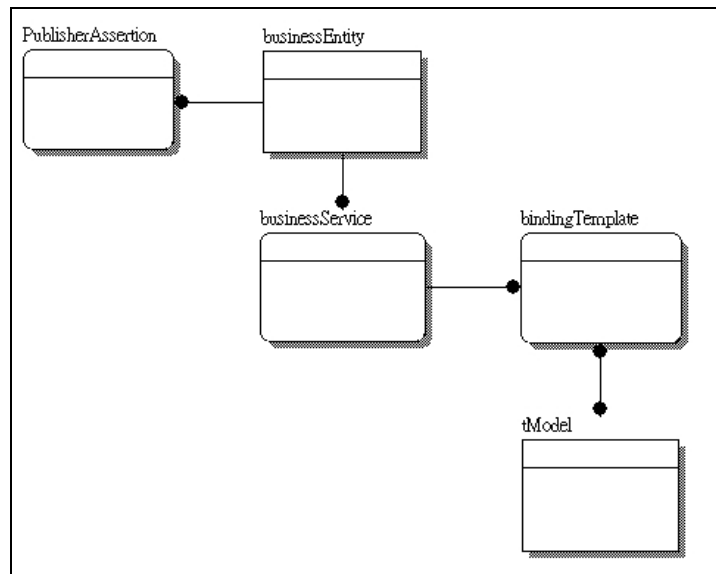 PublisherAssertion
businessEntity
businessService
bindingTemplate
tModel